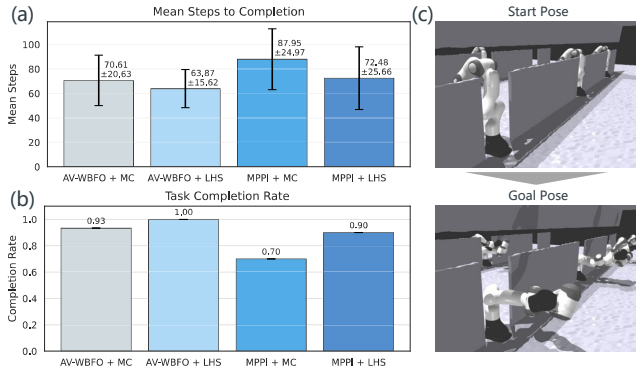 (a)
Mean Steps to Completion
Mean Steps
100
80
60
40
20
0
70.61
±20,63
63,87
±15.62
87.95
±24.97
72.48
±25.66
AV-WBFO + MC
AV-WBFO + LHS
MPPI + MC
MPPI + LHS
(b)
Task Completion Rate
Completion Rate
1.0
0.8
0.6
0.4
0.2
0.0
0.93
1.00
0.70
0.90
AV-WBFO + MC
AV-WBFO + LHS
MPPI + MC
MPPI + LHS
(c)
Start Pose
Goal Pose